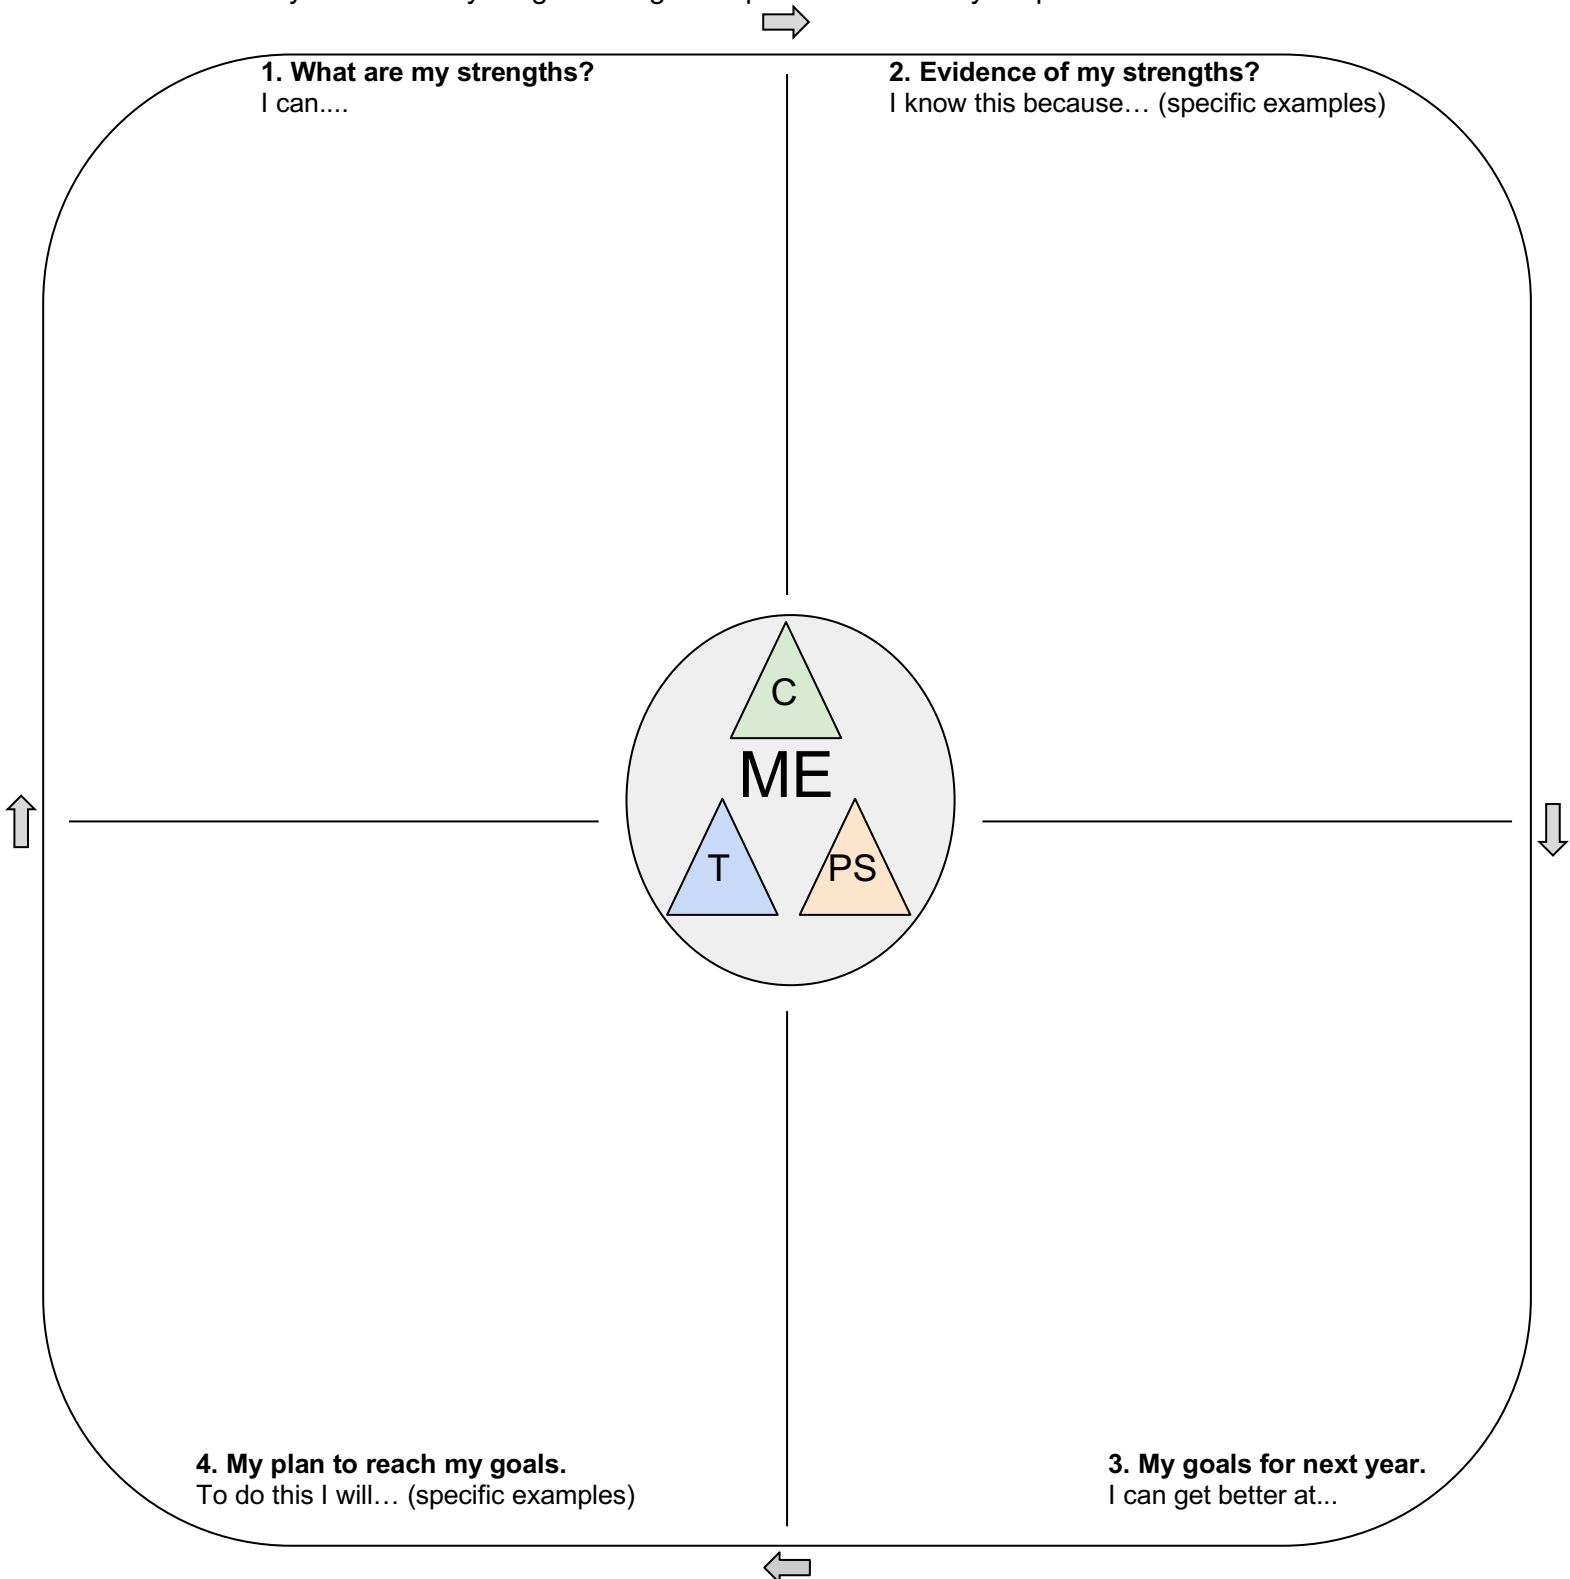 1. What are my strengths?
I can....
2. Evidence of my strengths?
I know this because… (specific examples)
C
ME
T
PS
4. My plan to reach my goals.
To do this I will… (specific examples)
3. My goals for next year.
I can get better at...